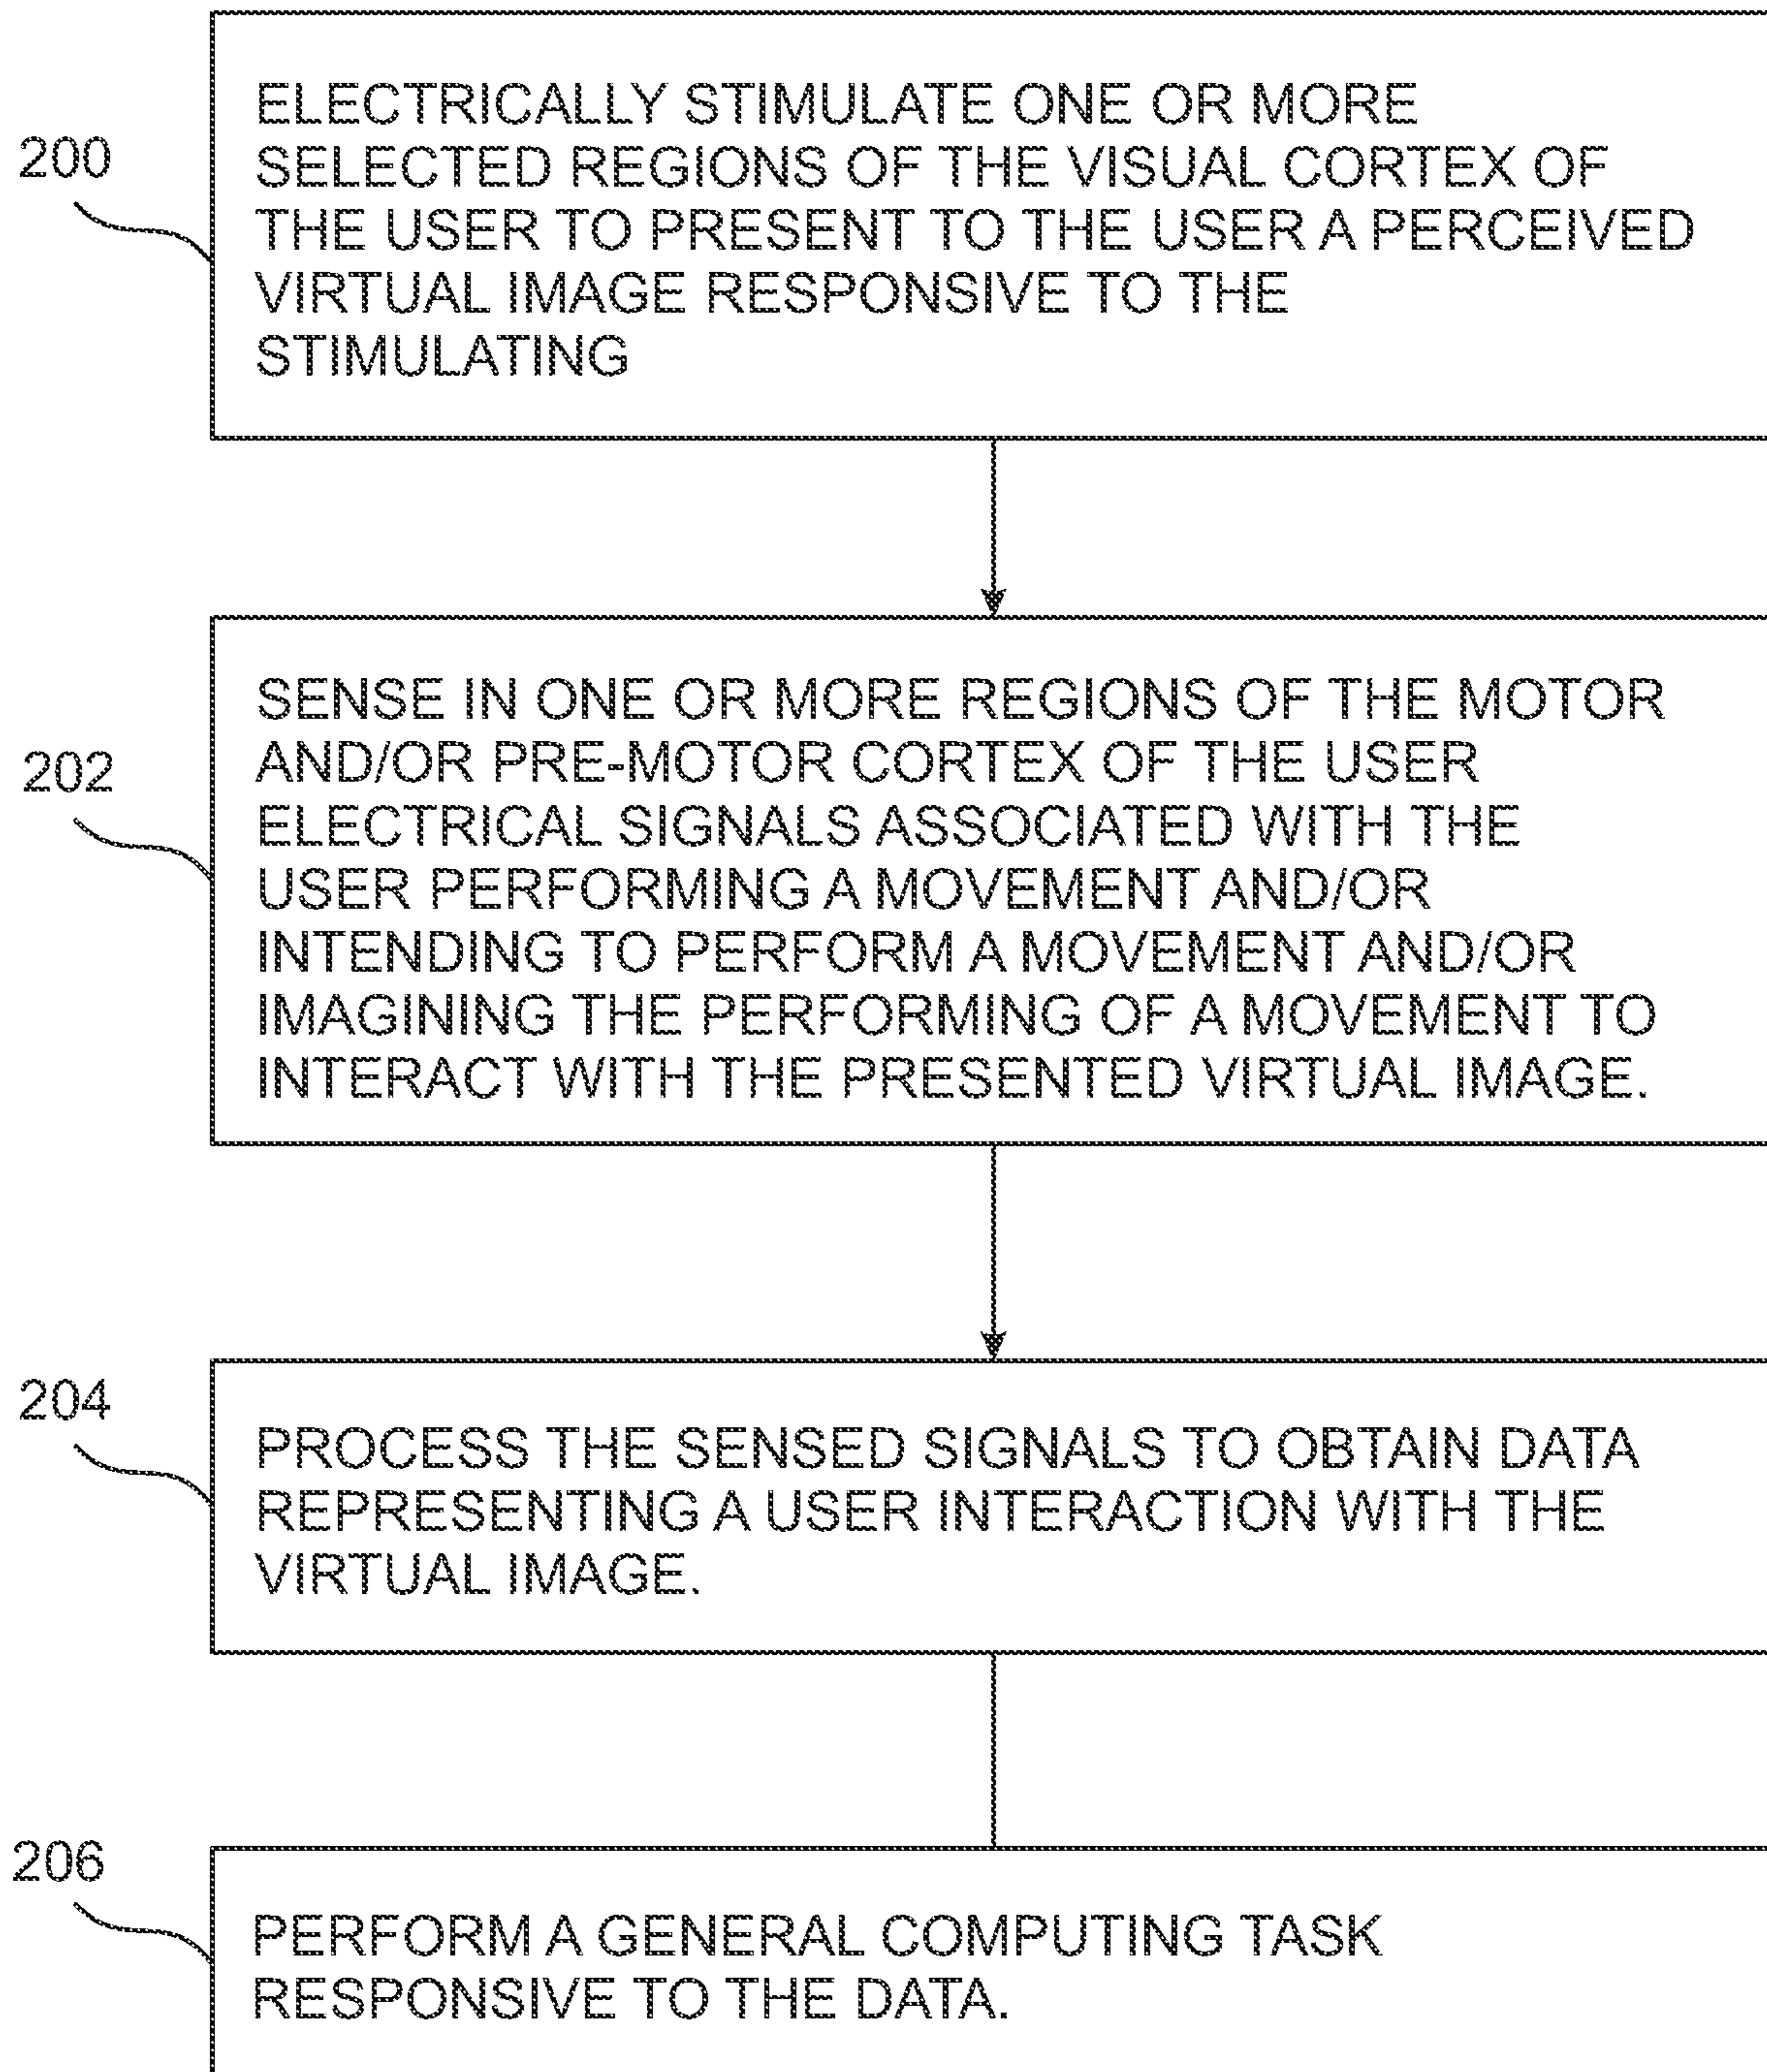 200
ELECTRICALLY STIMULATE ONE OR MORE
SELECTED REGIONS OF THE VISUAL CORTEX OF
THE USER TO PRESENT TO THE USER A PERCEIVED
VIRTUAL IMAGE RESPONSIVE TO THE
STIMULATING
202
SENSE IN ONE OR MORE REGIONS OF THE MOTOR
AND/OR PRE-MOTOR CORTEX OF THE USER
ELECTRICAL SIGNALS ASSOCIATED WITH THE
USER PERFORMING A MOVEMENT AND/OR
INTENDING TO PERFORM A MOVEMENT AND/OR
IMAGINING THE PERFORMING OF A MOVEMENT TO
INTERACT WITH THE PRESENTED VIRTUAL IMAGE.
204
PROCESS THE SENSED SIGNALS TO OBTAIN DATA
REPRESENTING A USER INTERACTION WITH THE
VIRTUAL IMAGE.
206
PERFORM A GENERAL COMPUTING TASK
RESPONSIVE TO THE DATA.